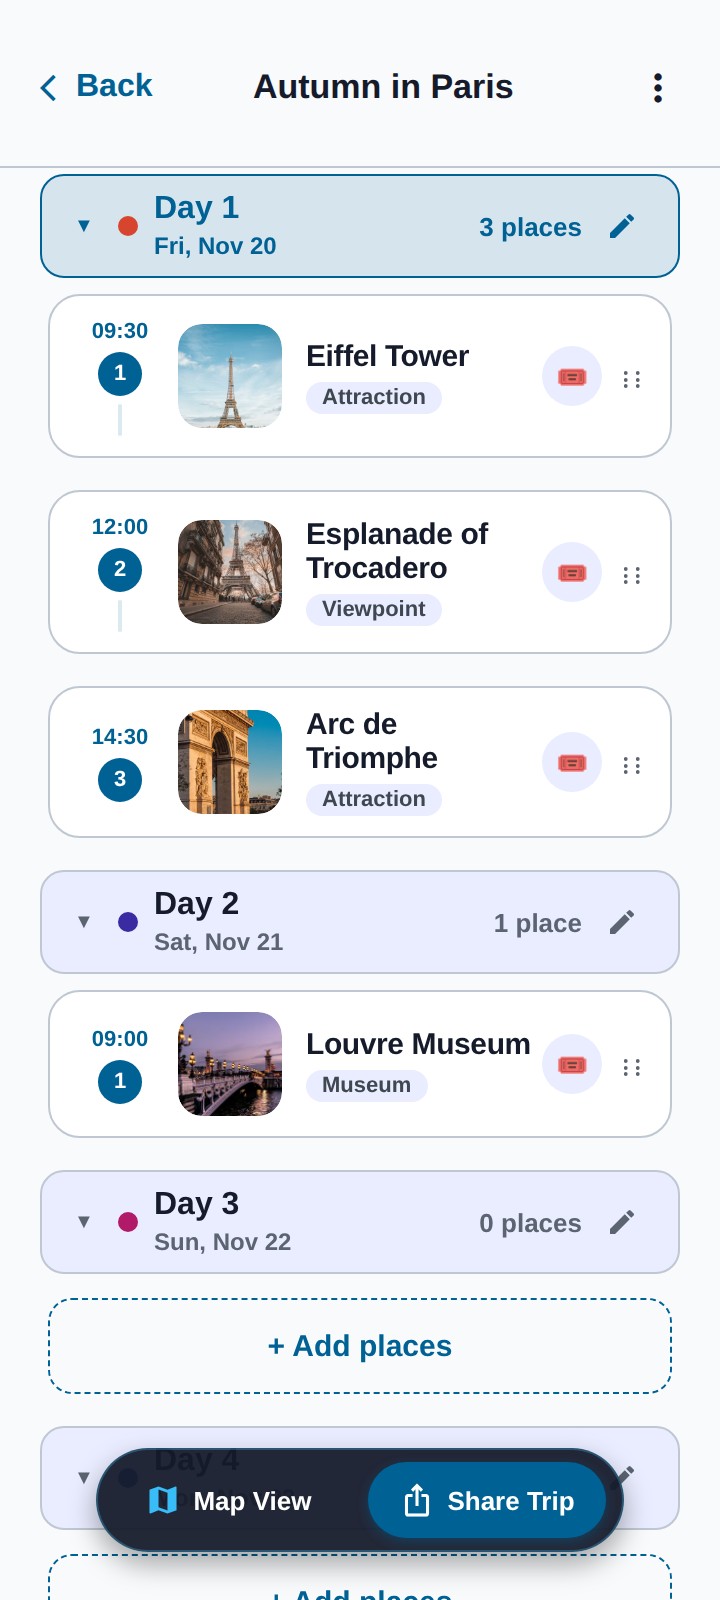 Back
Autumn in Paris
Day 1
Fri, Nov 20
3 places
09:30
1
Eiffel Tower
Attraction
12:00
2
Esplanade of
Trocadero
Viewpoint
14:30
3
Arc de
Triomphe
Attraction
Day 2
Sat, Nov 21
1 place
09:00
1
Louvre Museum
Museum
Day 3
Sun, Nov 22
0 places
+ Add places
Day 4
Map View
Share Trip
+ Add places